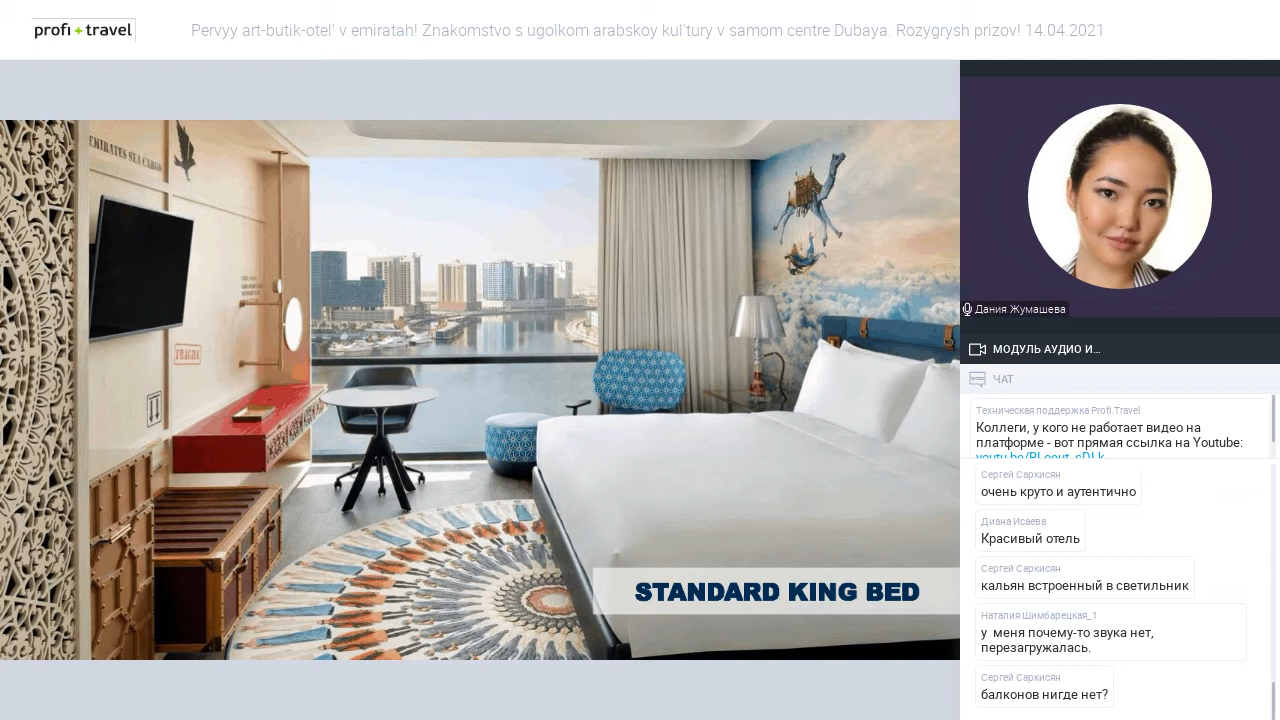 profi + travel
Pervyy art-butik-otel' v emiratah! Znakomstvo s ugolkom arabskoy kul'tury v samom centre Dubaya. Rozygrysh prizov! 14.04.2021
EMIRATES SEA CARGO
FRAGILE
STANDARD KING BED
Дания Жумашева
МОДУЛЬ АУДИО И...
ЧАТ
Техническая поддержка Profi.Travel
Коллеги, у кого не работает видео на
платформе - вот прямая ссылка на Youtube:
Сергей Саркисян
очень круто и аутентично
Диана Исаева
Красивый отель
Сергей Саркисян
кальян встроенный в светильник
Наталия Шимбарецкая_1
у меня почему-то звука нет,
перезагружалась.
Сергей Саркисян
балконов нигде нет?